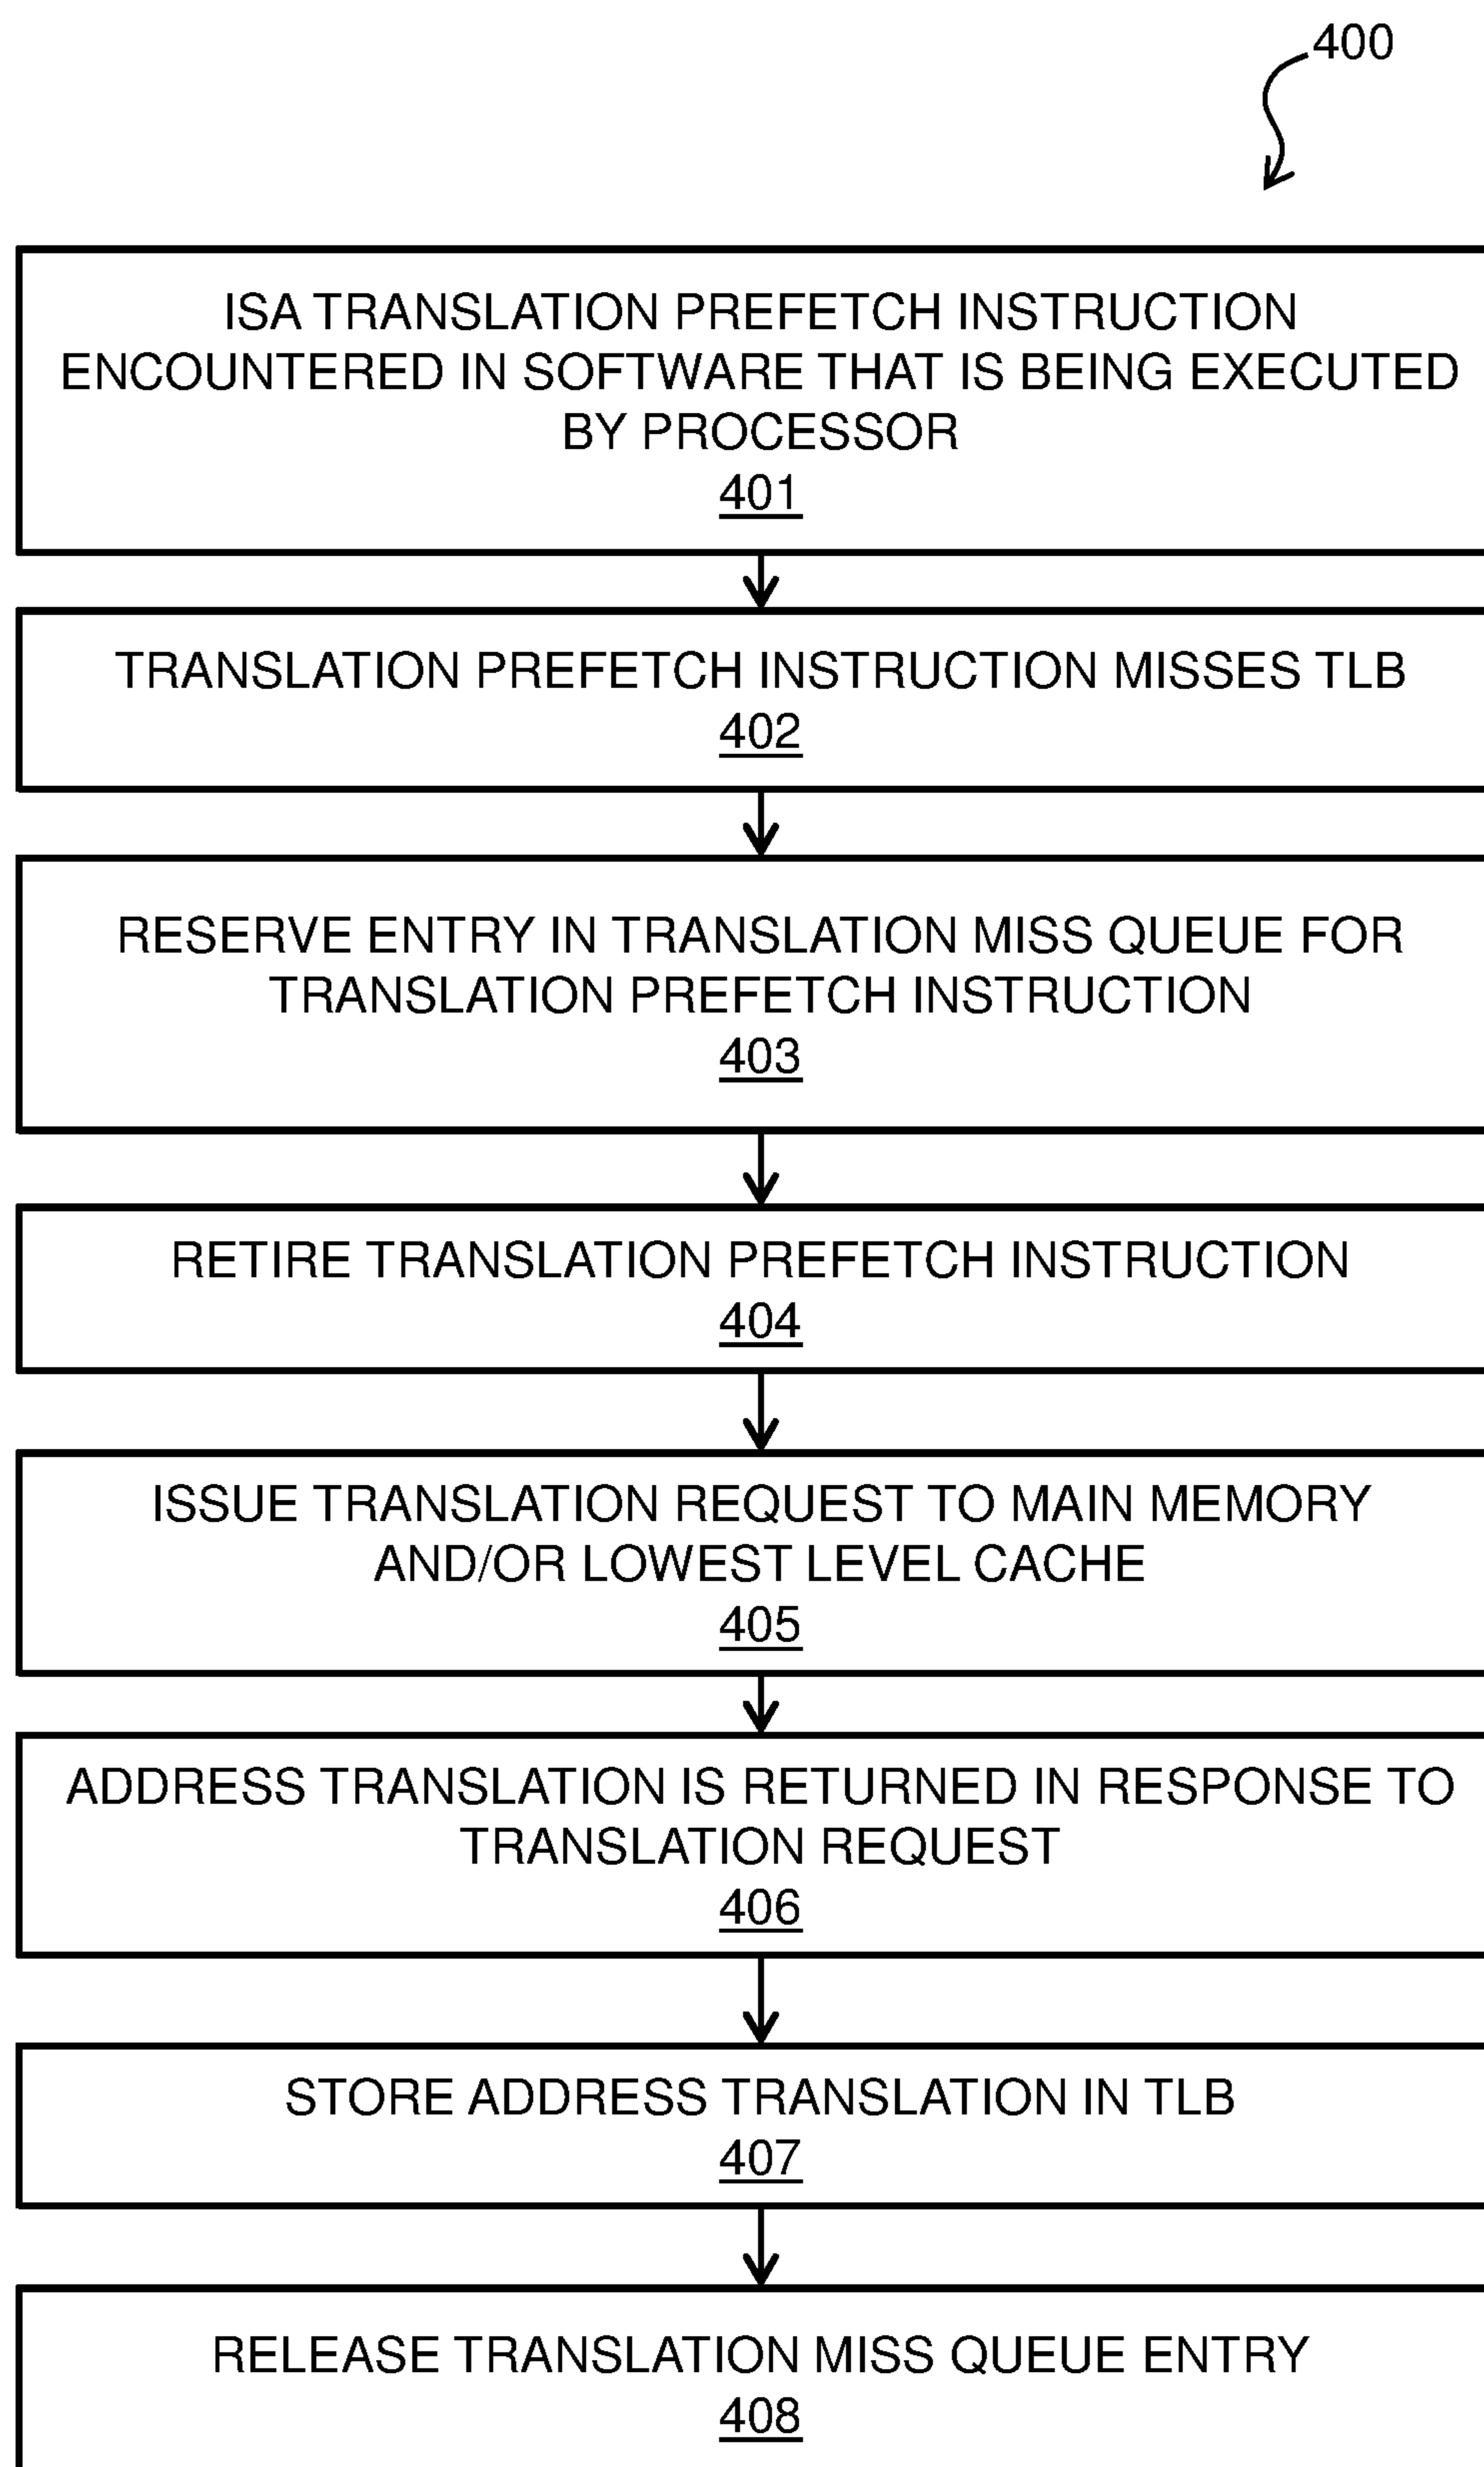 400
ISA TRANSLATION PREFETCH INSTRUCTION
ENCOUNTERED IN SOFTWARE THAT IS BEING EXECUTED
BY PROCESSOR
401
TRANSLATION PREFETCH INSTRUCTION MISSES TLB
402
RESERVE ENTRY IN TRANSLATION MISS QUEUE FOR
TRANSLATION PREFETCH INSTRUCTION
403
RETIRE TRANSLATION PREFETCH INSTRUCTION
404
ISSUE TRANSLATION REQUEST TO MAIN MEMORY
AND/OR LOWEST LEVEL CACHE
405
ADDRESS TRANSLATION IS RETURNED IN RESPONSE TO
TRANSLATION REQUEST
406
STORE ADDRESS TRANSLATION IN TLB
407
RELEASE TRANSLATION MISS QUEUE ENTRY
408